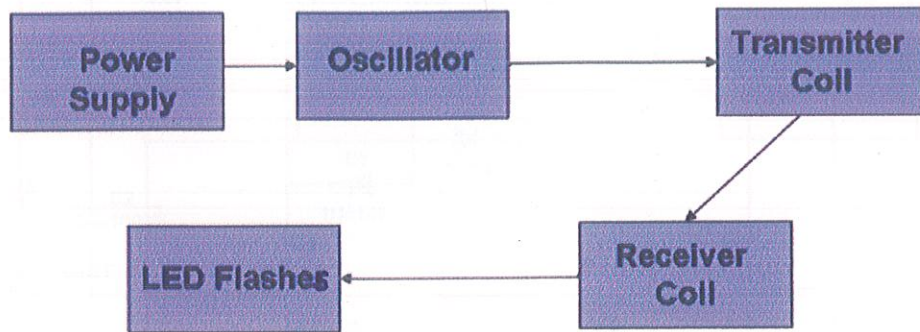 Power
Supply
Oscillator
Transmitter
Coil
Receiver
Coil
LED Flashes